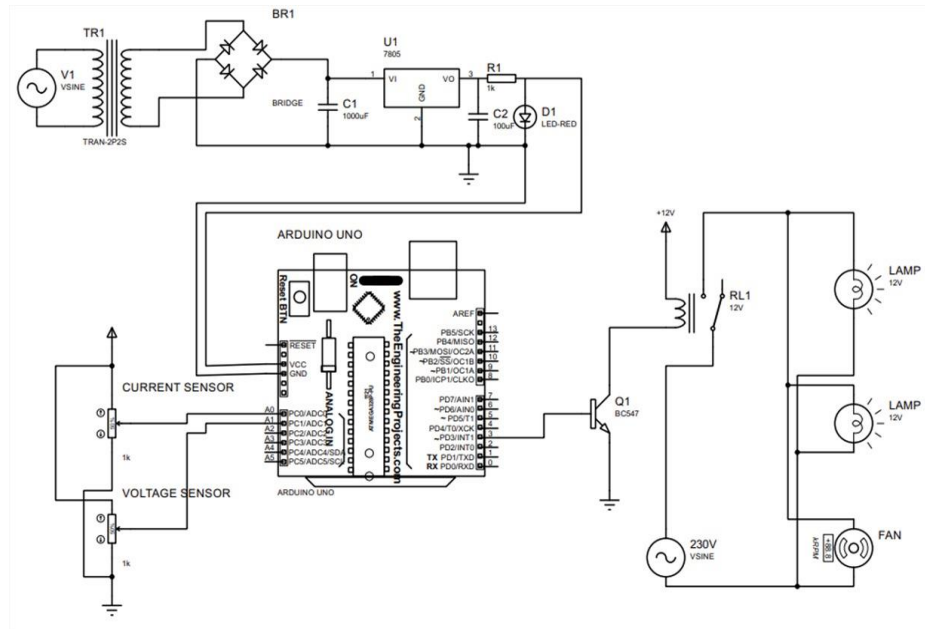 BR1
TR1
V1
VSINE
TRAN-2P2S
BRIDGE
C1
1000uF
U1
7805
1
VI
VO
3
GND
2
R1
1k
C2
100uF
D1
LED-RED
ARDUINO UNO
Reset BTN
ON
www.TheEngineeringProjects.com
ANALOG IN
RESET
VCC
GND
A0
PC0/ADC0
A1
PC1/ADC1
A2
PC2/ADC2
A3
PC3/ADC3
A4
PC4/ADC4/SDA
A5
PC5/ADC5/SCL
AREF
PB5/SCK
13
PB4/MISO
12
~PB3/MOSI/OC2A
11
~PB2/SS/OC1B
10
~PB1/OC1A
9
PB0/ICP1/CLKO
8
PD7/AIN1
7
~PD6/AIN0
6
~PD5/T1
5
PD4/T0/XCK
4
~PD3/INT1
3
PD2/INT0
2
TX PD1/TXD
1
RX PD0/RXD
0
ARDUINO UNO
CURRENT SENSOR
1k
VOLTAGE SENSOR
1k
Q1
BC547
+12V
RL1
12V
230V
VSINE
LAMP
12V
LAMP
12V
FAN
+88.8
kRPM